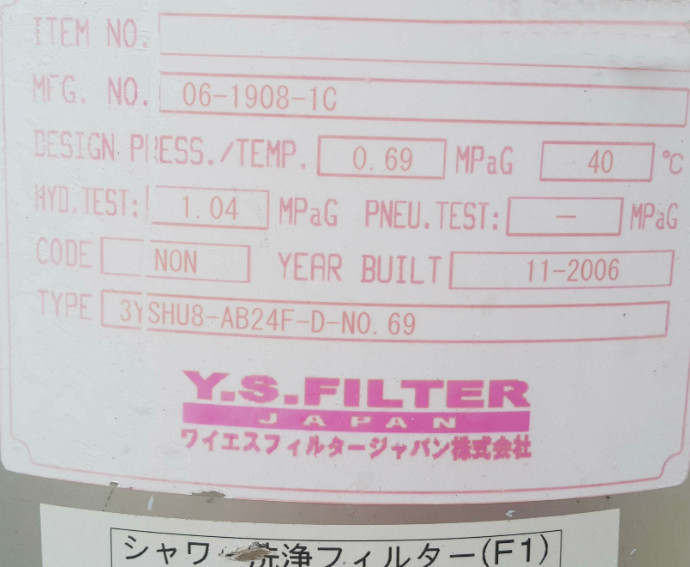 ITEM NO.
MFG. NO. 06-1908-1C
DESIGN PRESS./TEMP. 0.69 MPaG 40 °C
HYD.TEST: 1.04 MPaG PNEU.TEST: — MPaG
CODE NON YEAR BUILT 11-2006
TYPE 3YSHU8-AB24F-D-NO.69
Y.S.FILTER
JAPAN
ワイエスフィルタージャパン株式会社
シャワー洗浄フィルター(F1)